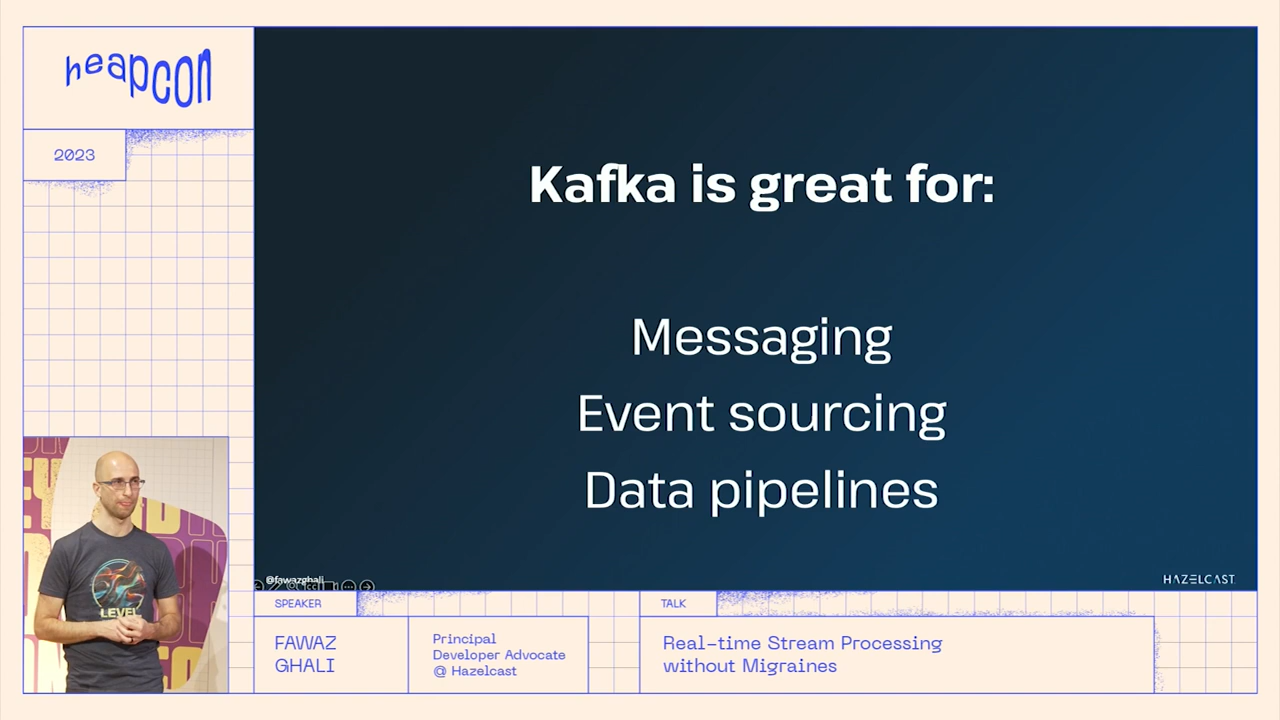 heapcon
2023
Kafka is great for:
Messaging
Event sourcing
Data pipelines
@fawazghali
HAZELCAST
LEVEL
SPEAKER
FAWAZ
GHALI
Principal
Developer Advocate
@ Hazelcast
TALK
Real-time Stream Processing
without Migraines